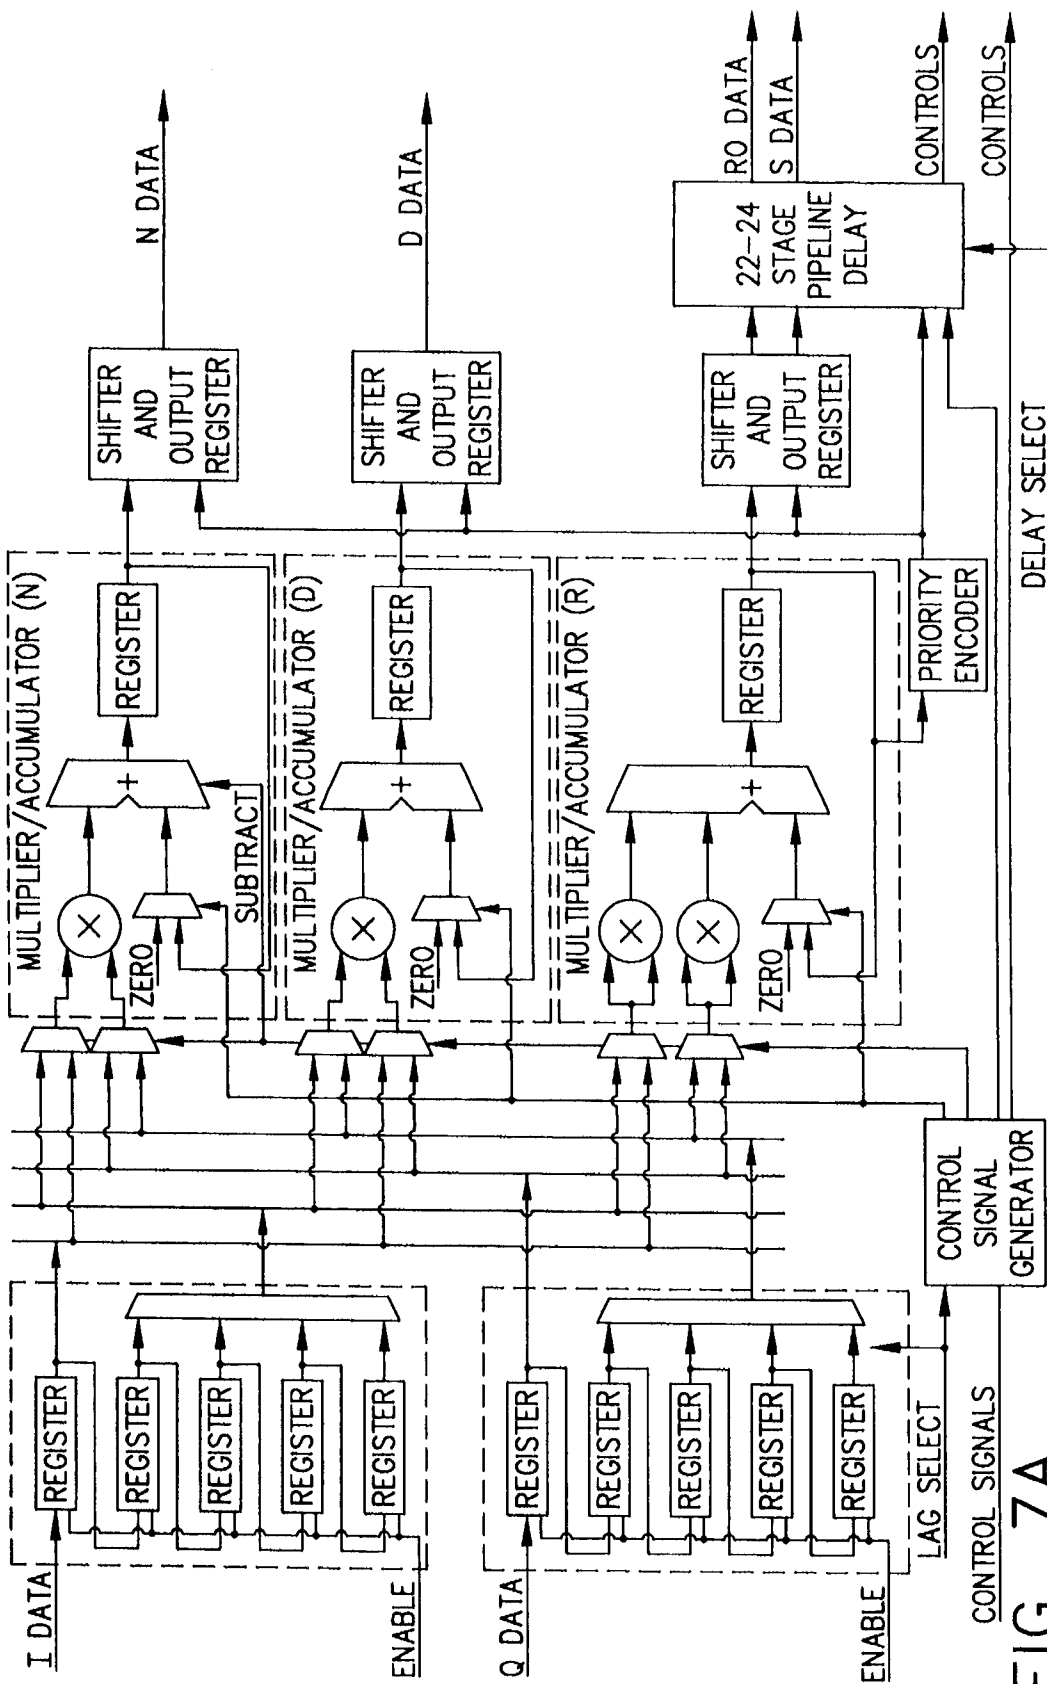 I DATA
ENABLE
REGISTER
REGISTER
REGISTER
REGISTER
REGISTER
Q DATA
ENABLE
REGISTER
REGISTER
REGISTER
REGISTER
REGISTER
LAG SELECT
CONTROL SIGNALS
CONTROL
SIGNAL
GENERATOR
MULTIPLIER/ACCUMULATOR (N)
ZERO
+
SUBTRACT
REGISTER
SHIFTER
AND
OUTPUT
REGISTER
N DATA
MULTIPLIER/ACCUMULATOR (D)
ZERO
+
REGISTER
SHIFTER
AND
OUTPUT
REGISTER
D DATA
MULTIPLIER/ACCUMULATOR (R)
ZERO
+
REGISTER
SHIFTER
AND
OUTPUT
REGISTER
PRIORITY
ENCODER
22-24
STAGE
PIPELINE
DELAY
RO DATA
S DATA
CONTROLS
CONTROLS
DELAY SELECT
FIG. 7A